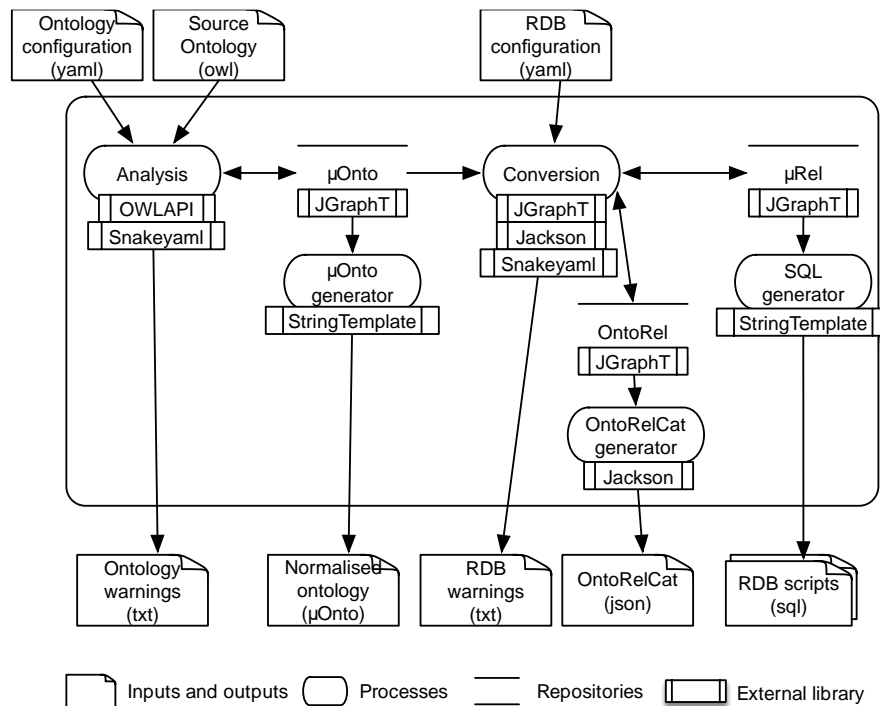 Ontology
configuration
(yaml)
Source
Ontology
(owl)
RDB
configuration
(yaml)
Analysis
OWLAPI
Snakeyaml
µOnto
JGraphT
µOnto
generator
StringTemplate
Conversion
JGraphT
Jackson
Snakeyaml
OntoRel
JGraphT
OntoRelCat
generator
Jackson
µRel
JGraphT
SQL
generator
StringTemplate
Ontology
warnings
(txt)
Normalised
ontology
(µOnto)
RDB
warnings
(txt)
OntoRelCat
(json)
RDB scripts
(sql)
Inputs and outputs
Processes
Repositories
External library